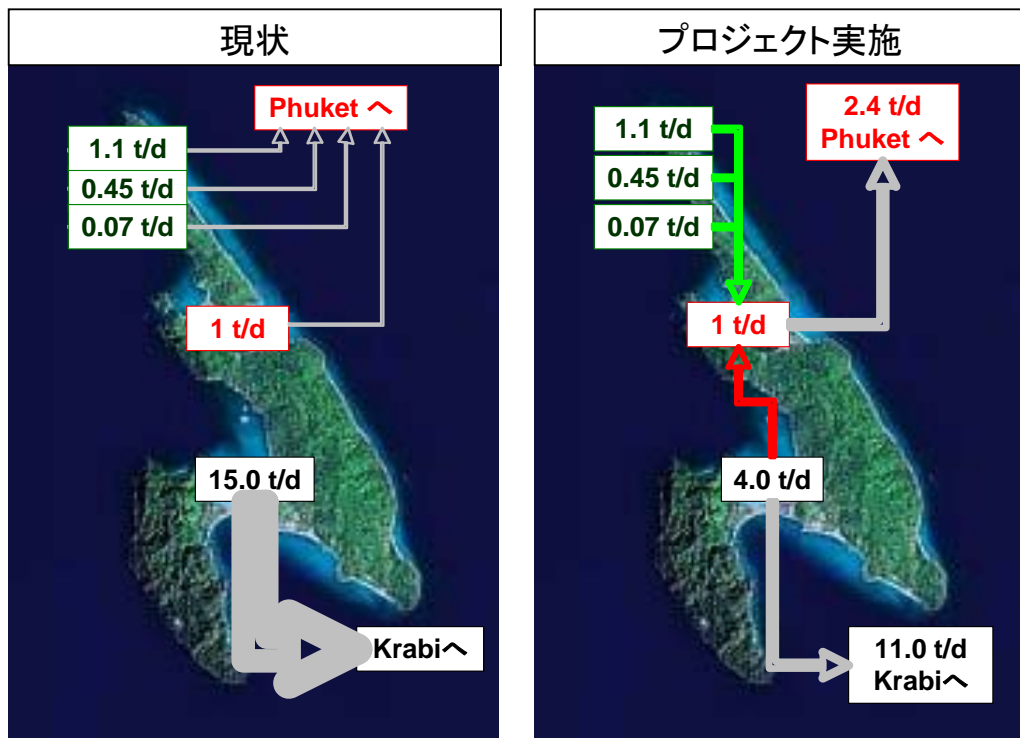 現状
Phuket へ
1.1 t/d
0.45 t/d
0.07 t/d
1 t/d
15.0 t/d
Krabiへ
プロジェクト実施
2.4 t/d
Phuket へ
1.1 t/d
0.45 t/d
0.07 t/d
1 t/d
4.0 t/d
11.0 t/d
Krabiへ